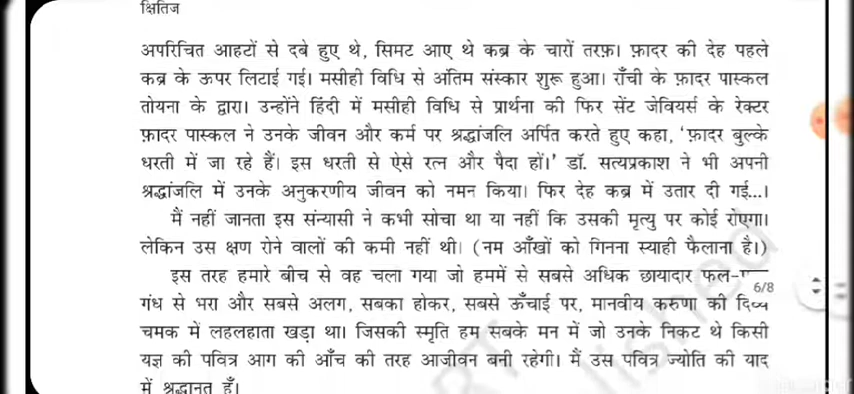 क्षितिज
अपरिचित आहटों से दबे हुए थे, सिमट आए थे कब्र के चारों तरफ़। फ़ादर की देह पहले
कब्र के ऊपर लिटाई गई। मसीही विधि से अंतिम संस्कार शुरू हुआ। राँची के फ़ादर पास्कल
तोयना के द्वारा। उन्होंने हिंदी में मसीही विधि से प्रार्थना की फिर सेंट जेवियर्स के रेक्टर
फ़ादर पास्कल ने उनके जीवन और कर्म पर श्रद्धांजलि अर्पित करते हुए कहा, 'फ़ादर बुल्के
धरती में जा रहे हैं। इस धरती से ऐसे रत्न और पैदा हों।' डॉ. सत्यप्रकाश ने भी अपनी
श्रद्धांजलि में उनके अनुकरणीय जीवन को नमन किया। फिर देह कब्र में उतार दी गई...।
मैं नहीं जानता इस संन्यासी ने कभी सोचा था या नहीं कि उसकी मृत्यु पर कोई रोएगा।
लेकिन उस क्षण रोने वालों की कमी नहीं थी। (नम आँखों को गिनना स्याही फैलाना है।)
इस तरह हमारे बीच से वह चला गया जो हममें से सबसे अधिक छायादार फल-
6/8
गंध से भरा और सबसे अलग, सबका होकर, सबसे ऊँचाई पर, मानवीय करुणा की दिव्य
चमक में लहलहाता खड़ा था। जिसकी स्मृति हम सबके मन में जो उनके निकट थे किसी
यज्ञ की पवित्र आग की आँच की तरह आजीवन बनी रहेगी। मैं उस पवित्र ज्योति की याद
में श्रद्धानत हूँ।